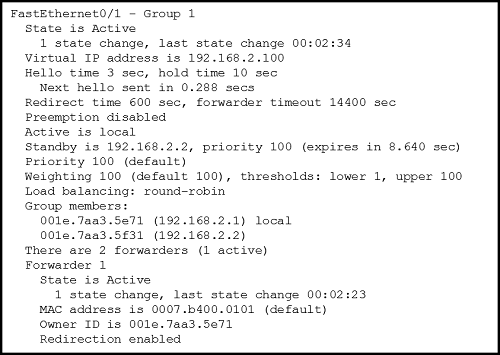 FastEthernet0/1 - Group 1
State is Active
1 state change, last state change 00:02:34
Virtual IP address is 192.168.2.100
Hello time 3 sec, hold time 10 sec
Next hello sent in 0.288 secs
Redirect time 600 sec, forwarder timeout 14400 sec
Preemption disabled
Active is local
Standby is 192.168.2.2, priority 100 (expires in 8.640 sec)
Priority 100 (default)
Weighting 100 (default 100), thresholds: lower 1, upper 100
Load balancing: round-robin
Group members:
001e.7aa3.5e71 (192.168.2.1) local
001e.7aa3.5f31 (192.168.2.2)
There are 2 forwarders (1 active)
Forwarder 1
State is Active
1 state change, last state change 00:02:23
MAC address is 0007.b400.0101 (default)
Owner ID is 001e.7aa3.5e71
Redirection enabled